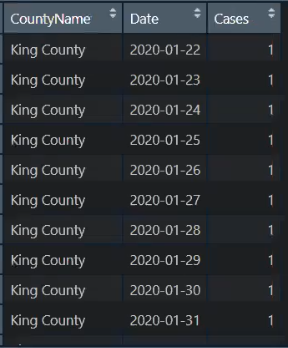 CountyName Date Cases
King County 2020-01-22 1
King County 2020-01-23 1
King County 2020-01-24 1
King County 2020-01-25 1
King County 2020-01-26 1
King County 2020-01-27 1
King County 2020-01-28 1
King County 2020-01-29 1
King County 2020-01-30 1
King County 2020-01-31 1